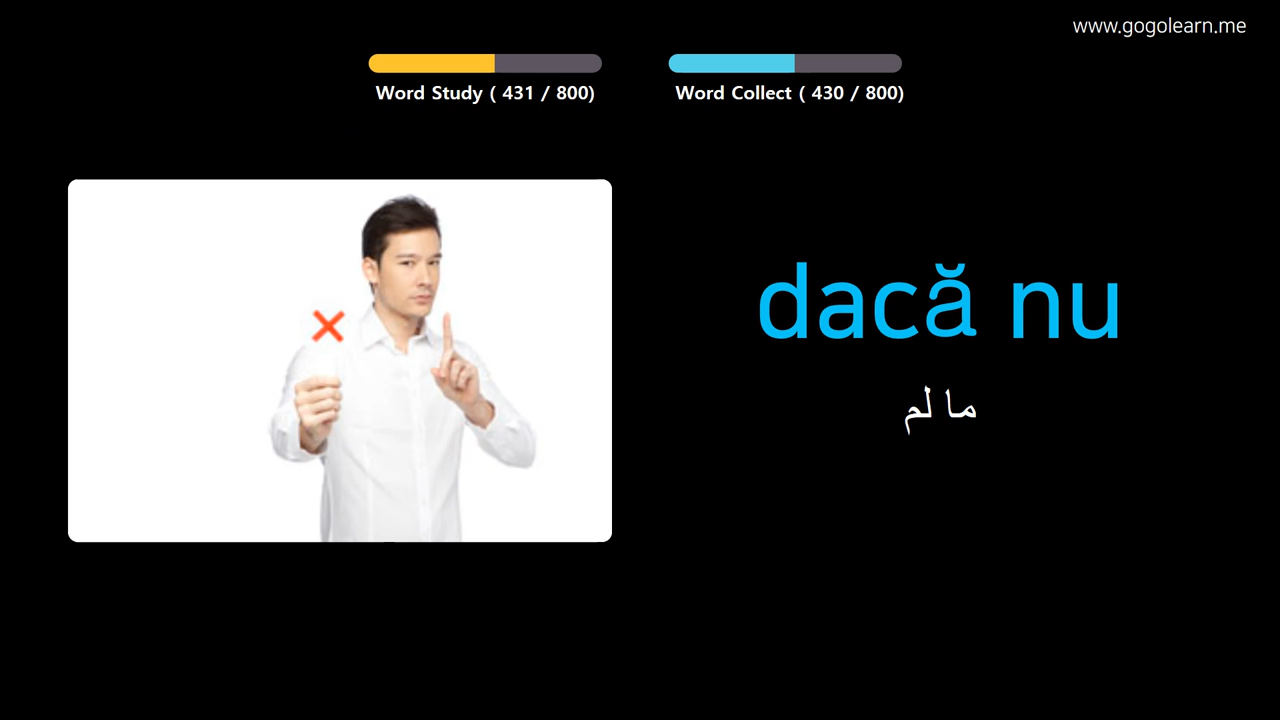 www.gogolearn.me
Word Study ( 431 / 800)
Word Collect ( 430 / 800)
dacă nu
ما لم